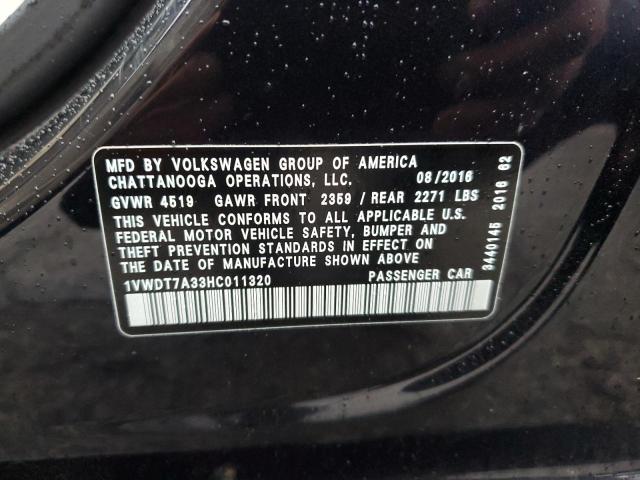 MFD BY VOLKSWAGEN GROUP OF AMERICA
CHATTANOOGA OPERATIONS, LLC. 08/2016
GVWR 4519 GAWR FRONT 2359 / REAR 2271 LBS
THIS VEHICLE CONFORMS TO ALL APPLICABLE U.S.
FEDERAL MOTOR VEHICLE SAFETY, BUMPER AND
THEFT PREVENTION STANDARDS IN EFFECT ON
THE DATE OF MANUFACTURE SHOWN ABOVE
1VWDT7A33HC011320 PASSENGER CAR
3440145 2016 62